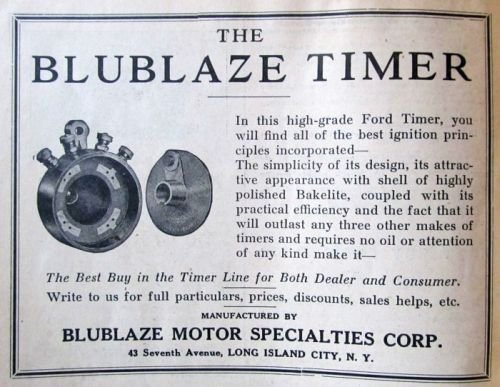 THE
BLUBLAZE TIMER
In this high-grade Ford Timer, you
will find all of the best ignition prin-
ciples incorporated—
The simplicity of its design, its attrac-
tive appearance with shell of highly
polished Bakelite, coupled with its
practical efficiency and the fact that it
will outlast any three other makes of
timers and requires no oil or attention
of any kind make it—
The Best Buy in the Timer Line for Both Dealer and Consumer.
Write to us for full particulars, prices, discounts, sales helps, etc.
MANUFACTURED BY
BLUBLAZE MOTOR SPECIALTIES CORP.
43 Seventh Avenue, LONG ISLAND CITY, N. Y.